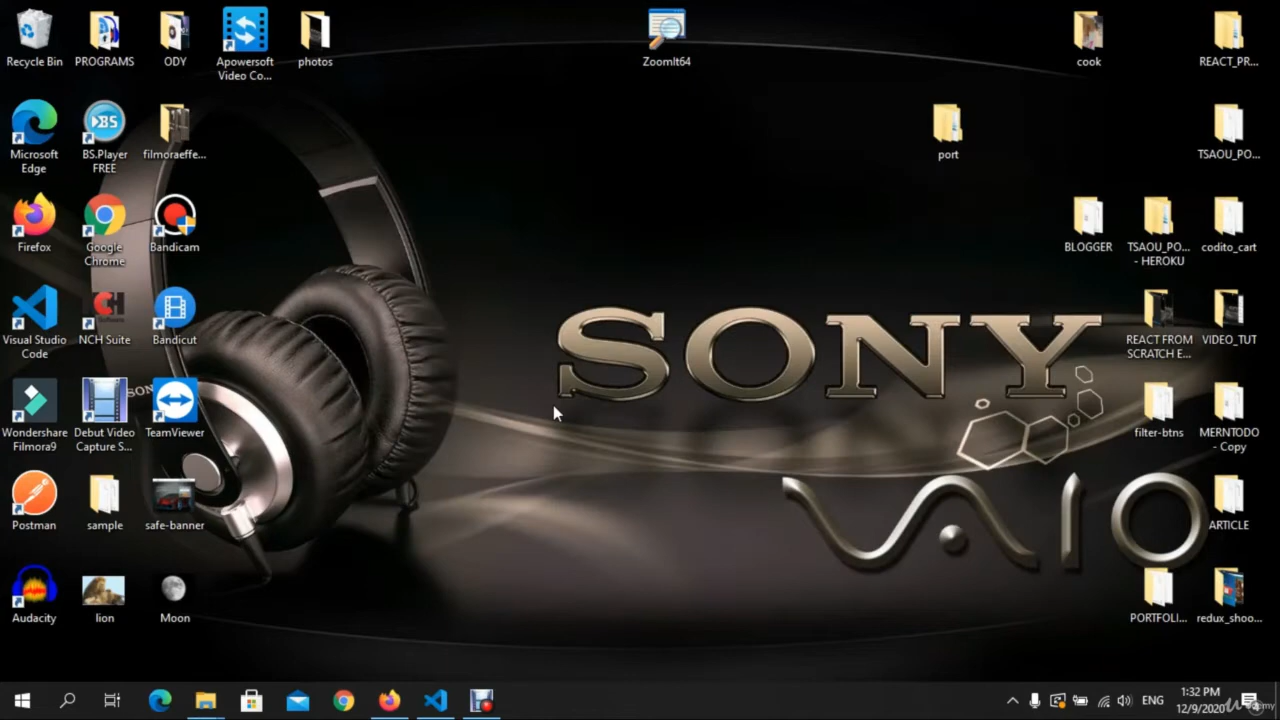 Recycle Bin
PROGRAMS
ODY
Apowersoft
Video Co...
photos
ZoomIt64
cook
REACT_PR...
Microsoft
Edge
BS.Player
FREE
filmoraeffe...
port
TSAOU_PO...
Firefox
Google
Chrome
Bandicam
BLOGGER
TSAOU_PO...
- HEROKU
codito_cart
Visual Studio
Code
NCH Suite
Bandicut
SONY
REACT FROM
SCRATCH E...
VIDEO_TUT
Wondershare
Filmora9
Debut Video
Capture S...
TeamViewer
filter-btns
MERNTODO
- Copy
Postman
sample
safe-banner
VAIO
ARTICLE
Audacity
lion
Moon
PORTFOLI...
redux_shoo...
ENG
1:32 PM
12/9/2020